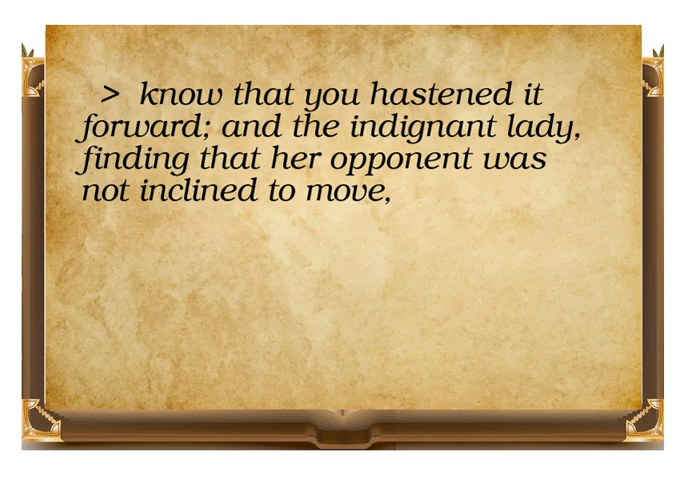 > know that you hastened it
forward; and the indignant lady,
finding that her opponent was
not inclined to move,